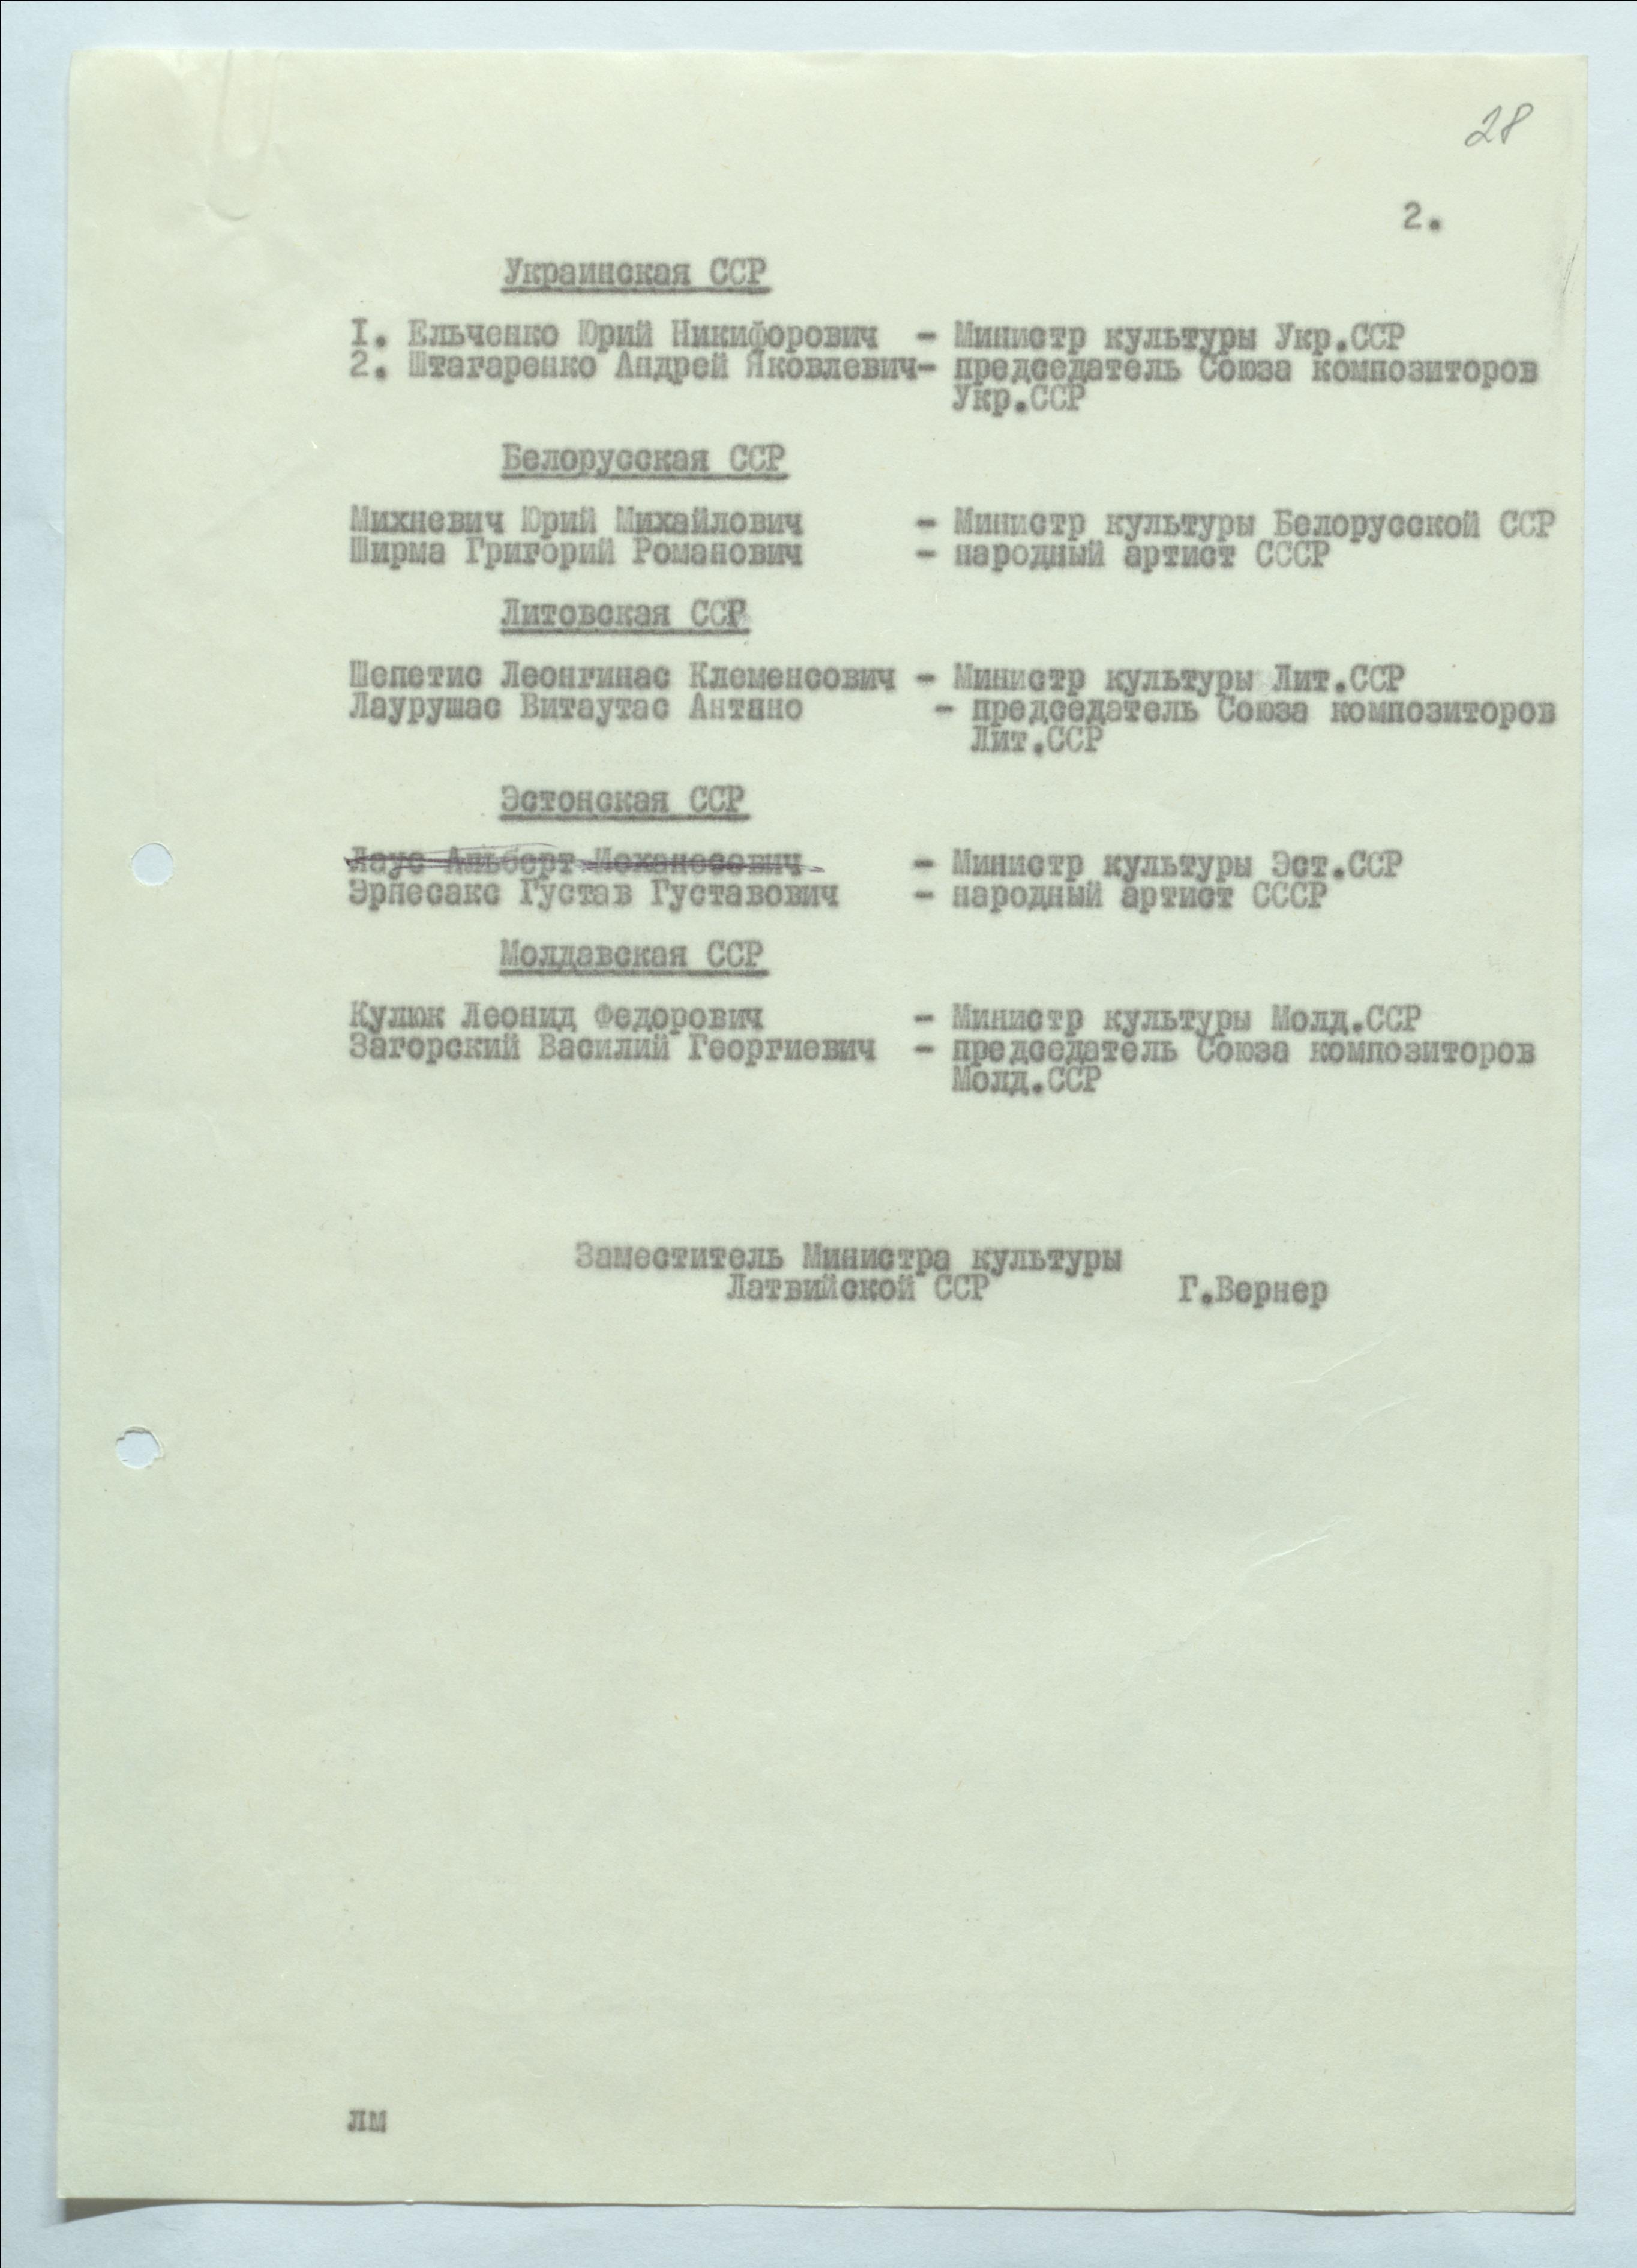 28
2.
Украинская ССР
I. Ельченко Юрий Никифорович - Министр культуры Укр.ССР
2. Штагаренко Андрей Яковлевич- председатель Союза композиторов
Укр.ССР
Белорусская ССР
Михневич Юрий Михайлович - Министр культуры Белорусской ССР
Ширма Григорий Романович - народный артист СССР
Литовская ССР
Шепетис Леонгинас Клеменсович - Министр культуры Лит.ССР
Лаурушас Витаутас Антано - председатель Союза композиторов
Лит.ССР
Эстонская ССР
Лаус Альберт Иоханесович - Министр культуры Эст.ССР
Эрнесакс Густав Густавович - народный артист СССР
Молдавская ССР
Кулюк Леонид Федорович - Министр культуры Молд.ССР
Загорский Василий Георгиевич - председатель Союза композиторов
Молд.ССР
Заместитель Министра культуры
Латвийской ССР Г.Вернер
лм